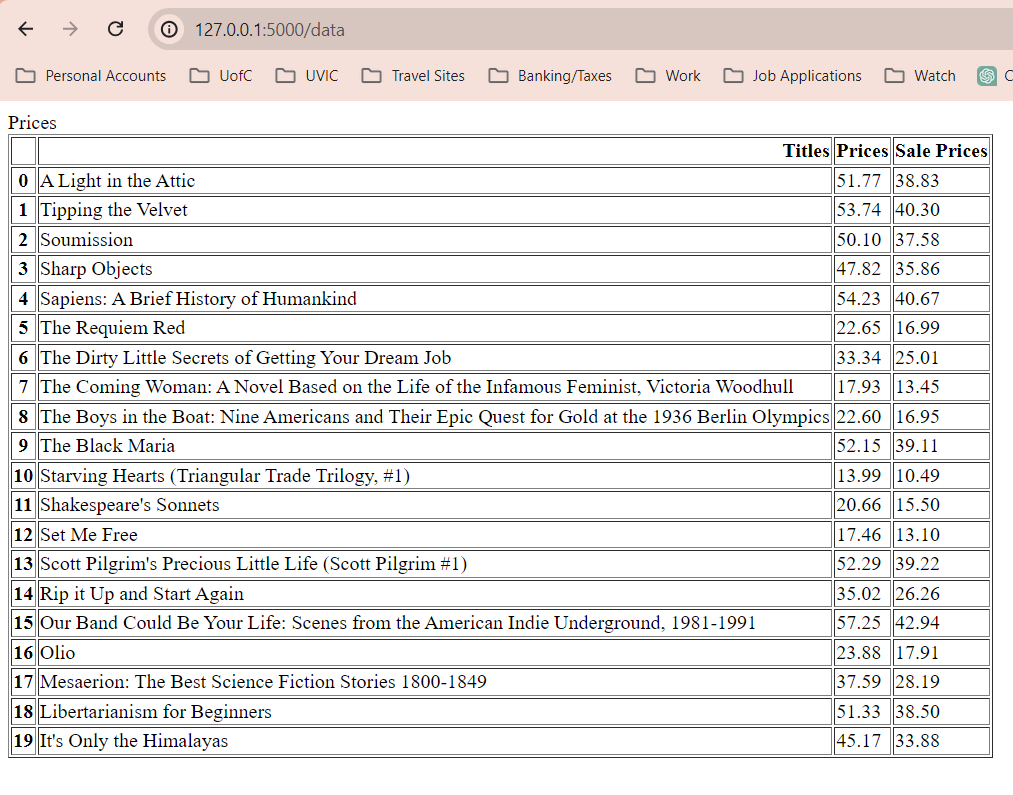 127.0.0.1:5000/data
Personal Accounts UofC UVIC Travel Sites Banking/Taxes Work Job Applications Watch C
Prices
Titles Prices Sale Prices
0 A Light in the Attic 51.77 38.83
1 Tipping the Velvet 53.74 40.30
2 Soumission 50.10 37.58
3 Sharp Objects 47.82 35.86
4 Sapiens: A Brief History of Humankind 54.23 40.67
5 The Requiem Red 22.65 16.99
6 The Dirty Little Secrets of Getting Your Dream Job 33.34 25.01
7 The Coming Woman: A Novel Based on the Life of the Infamous Feminist, Victoria Woodhull 17.93 13.45
8 The Boys in the Boat: Nine Americans and Their Epic Quest for Gold at the 1936 Berlin Olympics 22.60 16.95
9 The Black Maria 52.15 39.11
10 Starving Hearts (Triangular Trade Trilogy, #1) 13.99 10.49
11 Shakespeare's Sonnets 20.66 15.50
12 Set Me Free 17.46 13.10
13 Scott Pilgrim's Precious Little Life (Scott Pilgrim #1) 52.29 39.22
14 Rip it Up and Start Again 35.02 26.26
15 Our Band Could Be Your Life: Scenes from the American Indie Underground, 1981-1991 57.25 42.94
16 Olio 23.88 17.91
17 Mesaerion: The Best Science Fiction Stories 1800-1849 37.59 28.19
18 Libertarianism for Beginners 51.33 38.50
19 It's Only the Himalayas 45.17 33.88